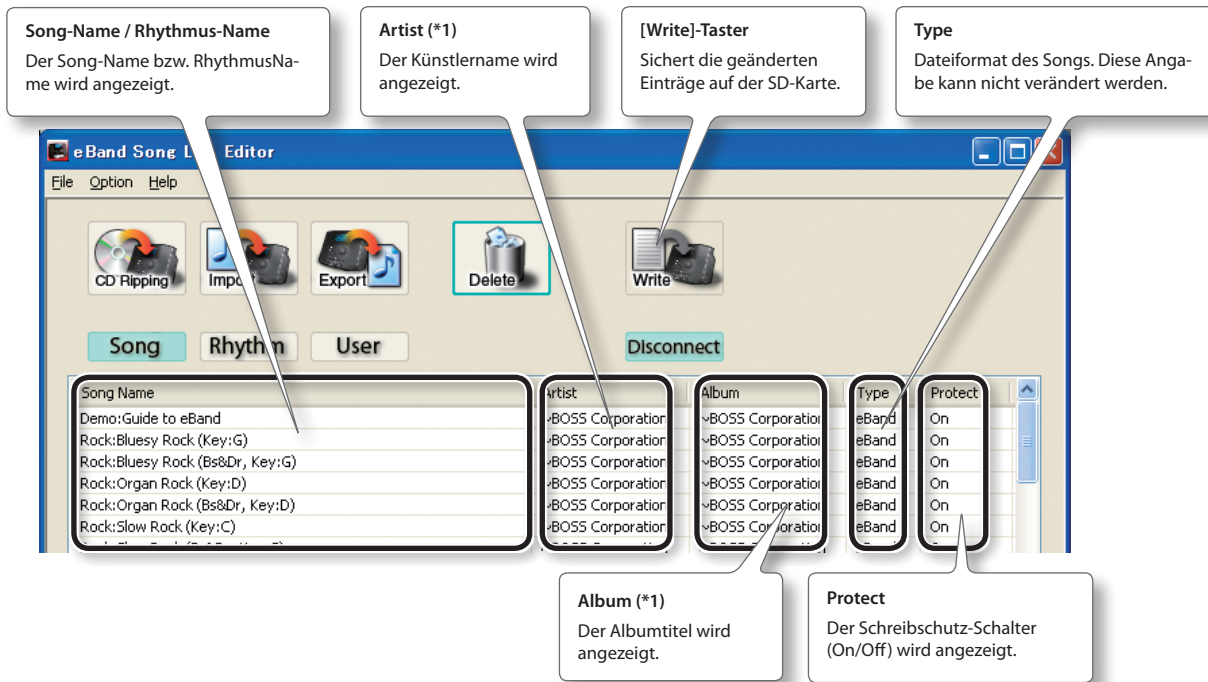 Song-Name / Rhythmus-Name
Der Song-Name bzw. RhythmusNa-
me wird angezeigt.
Artist (*1)
Der Künstlername wird
angezeigt.
[Write]-Taster
Sichert die geänderten
Einträge auf der SD-Karte.
Type
Dateiformat des Songs. Diese Anga-
be kann nicht verändert werden.
eBand Song L Editor
File Option Help
CD Ripping Import Export Delete Write
Song Rhythm User Disconnect
Song Name Artist Album Type Protect
Demo:Guide to eBand ~BOSS Corporation ~BOSS Corporation eBand On
Rock:Bluesy Rock (Key:G) ~BOSS Corporation ~BOSS Corporation eBand On
Rock:Bluesy Rock (Bs&Dr, Key:G) ~BOSS Corporation ~BOSS Corporation eBand On
Rock:Organ Rock (Key:D) ~BOSS Corporation ~BOSS Corporation eBand On
Rock:Organ Rock (Bs&Dr, Key:D) ~BOSS Corporation ~BOSS Corporation eBand On
Rock:Slow Rock (Key:C) ~BOSS Corporation ~BOSS Corporation eBand On
Album (*1)
Der Albumtitel wird
angezeigt.
Protect
Der Schreibschutz-Schalter
(On/Off) wird angezeigt.